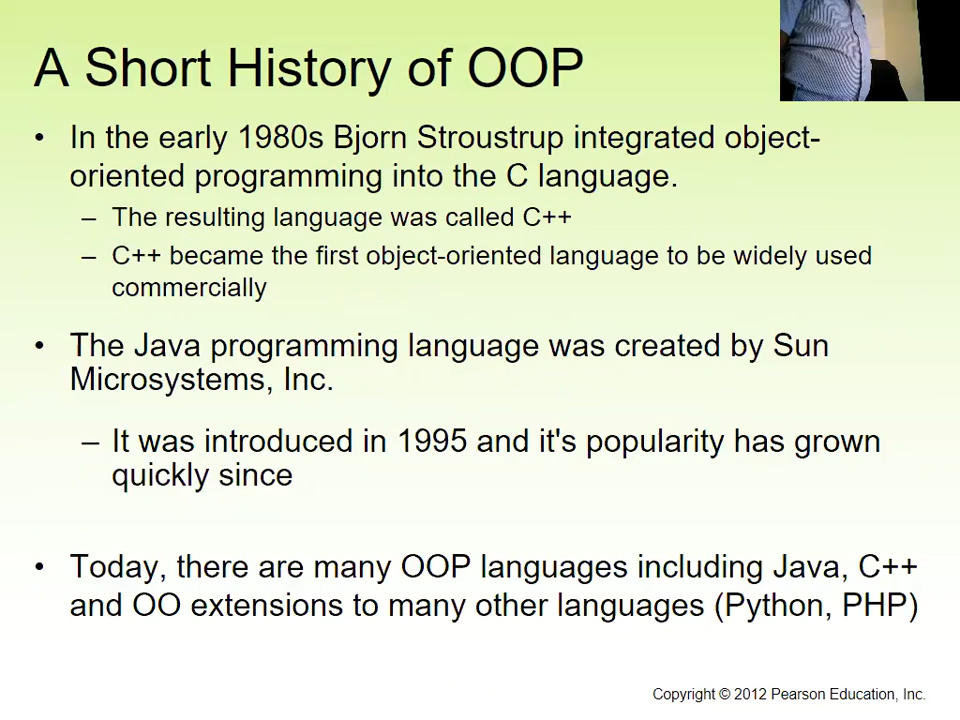 A Short History of OOP
• In the early 1980s Bjorn Stroustrup integrated object-
oriented programming into the C language.
– The resulting language was called C++
– C++ became the first object-oriented language to be widely used
commercially
• The Java programming language was created by Sun
Microsystems, Inc.
– It was introduced in 1995 and it's popularity has grown
quickly since
• Today, there are many OOP languages including Java, C++
and OO extensions to many other languages (Python, PHP)
Copyright © 2012 Pearson Education, Inc.